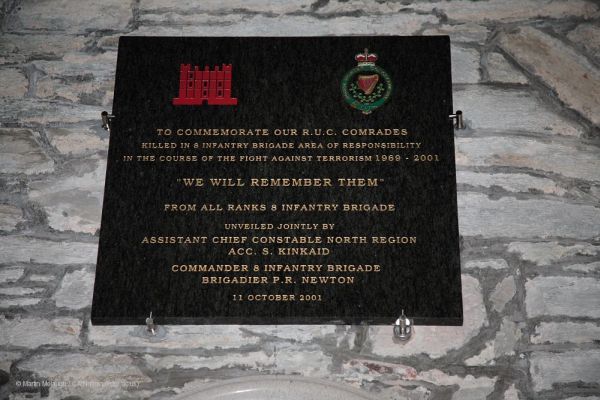 TO COMMEMORATE OUR R.U.C. COMRADES
KILLED IN 8 INFANTRY BRIGADE AREA OF RESPONSIBILITY
IN THE COURSE OF THE FIGHT AGAINST TERRORISM 1969 - 2001
"WE WILL REMEMBER THEM"
FROM ALL RANKS 8 INFANTRY BRIGADE
UNVEILED JOINTLY BY
ASSISTANT CHIEF CONSTABLE NORTH REGION
ACC. S. KINKAID
COMMANDER 8 INFANTRY BRIGADE
BRIGADIER P.R. NEWTON
11 OCTOBER 2001
© Martin